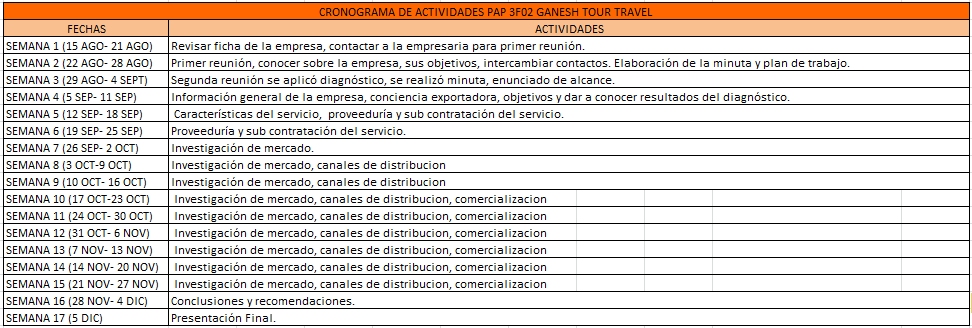 CRONOGRAMA DE ACTIVIDADES PAP 3F02 GANESH TOUR TRAVEL
FECHAS ACTIVIDADES
SEMANA 1 (15 AGO- 21 AGO) Revisar ficha de la empresa, contactar a la empresaria para primer reunión.
SEMANA 2 (22 AGO- 28 AGO) Primer reunión, conocer sobre la empresa, sus objetivos, intercambiar contactos. Elaboración de la minuta y plan de trabajo.
SEMANA 3 (29 AGO- 4 SEPT) Segunda reunión se aplicó diagnóstico, se realizó minuta, enunciado de alcance.
SEMANA 4 (5 SEP- 11 SEP) Información general de la empresa, conciencia exportadora, objetivos y dar a conocer resultados del diagnóstico.
SEMANA 5 (12 SEP- 18 SEP) Características del servicio, proveeduría y sub contratación del servicio.
SEMANA 6 (19 SEP- 25 SEP) Proveeduría y sub contratación del servicio.
SEMANA 7 (26 SEP- 2 OCT) Investigación de mercado.
SEMANA 8 (3 OCT-9 OCT) Investigación de mercado, canales de distribucion
SEMANA 9 (10 OCT- 16 OCT) Investigación de mercado, canales de distribucion
SEMANA 10 (17 OCT-23 OCT) Investigación de mercado, canales de distribucion, comercializacion
SEMANA 11 (24 OCT- 30 OCT) Investigación de mercado, canales de distribucion, comercializacion
SEMANA 12 (31 OCT- 6 NOV) Investigación de mercado, canales de distribucion, comercializacion
SEMANA 13 (7 NOV- 13 NOV) Investigación de mercado, canales de distribucion, comercializacion
SEMANA 14 (14 NOV- 20 NOV) Investigación de mercado, canales de distribucion, comercializacion
SEMANA 15 (21 NOV- 27 NOV) Investigación de mercado, canales de distribucion, comercializacion
SEMANA 16 (28 NOV- 4 DIC) Conclusiones y recomendaciones.
SEMANA 17 (5 DIC) Presentación Final.